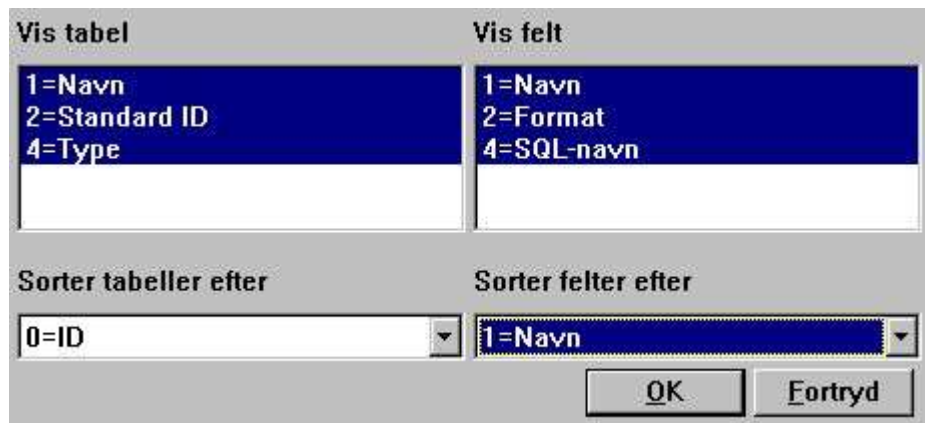 Vis tabel
1=Navn
2=Standard ID
4=Type
Vis felt
1=Navn
2=Format
4=SQL-navn
Sorter tabeller efter
0=ID
Sorter felter efter
1=Navn
OK
Fortryd